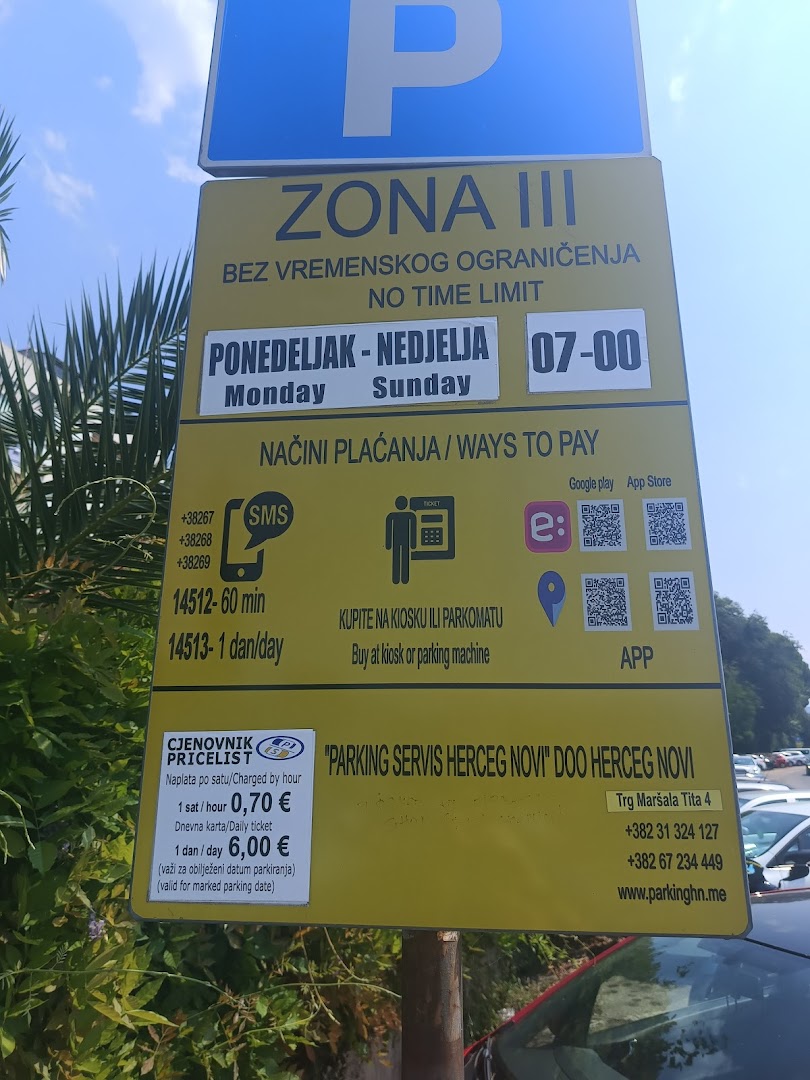 P
ZONA III
BEZ VREMENSKOG OGRANIČENJA
NO TIME LIMIT
PONEDELJAK - NEDJELJA
Monday Sunday
07-00
NAČINI PLAĆANJA / WAYS TO PAY
+38267
+38268
+38269
SMS
14512- 60 min
14513- 1 dan/day
TICKET
KUPITE NA KIOSKU ILI PARKOMATU
Buy at kiosk or parking machine
Google play App Store
e:
APP
CJENOVNIK
PRICELIST
Naplata po satu/Charged by hour
1 sat / hour 0,70 €
Dnevna karta/Daily ticket
1 dan / day 6,00 €
(važi za obilježeni datum parkiranja)
(valid for marked parking date)
"PARKING SERVIS HERCEG NOVI" DOO HERCEG NOVI
Trg Maršala Tita 4
+382 31 324 127
+382 67 234 449
www.parkinghn.me